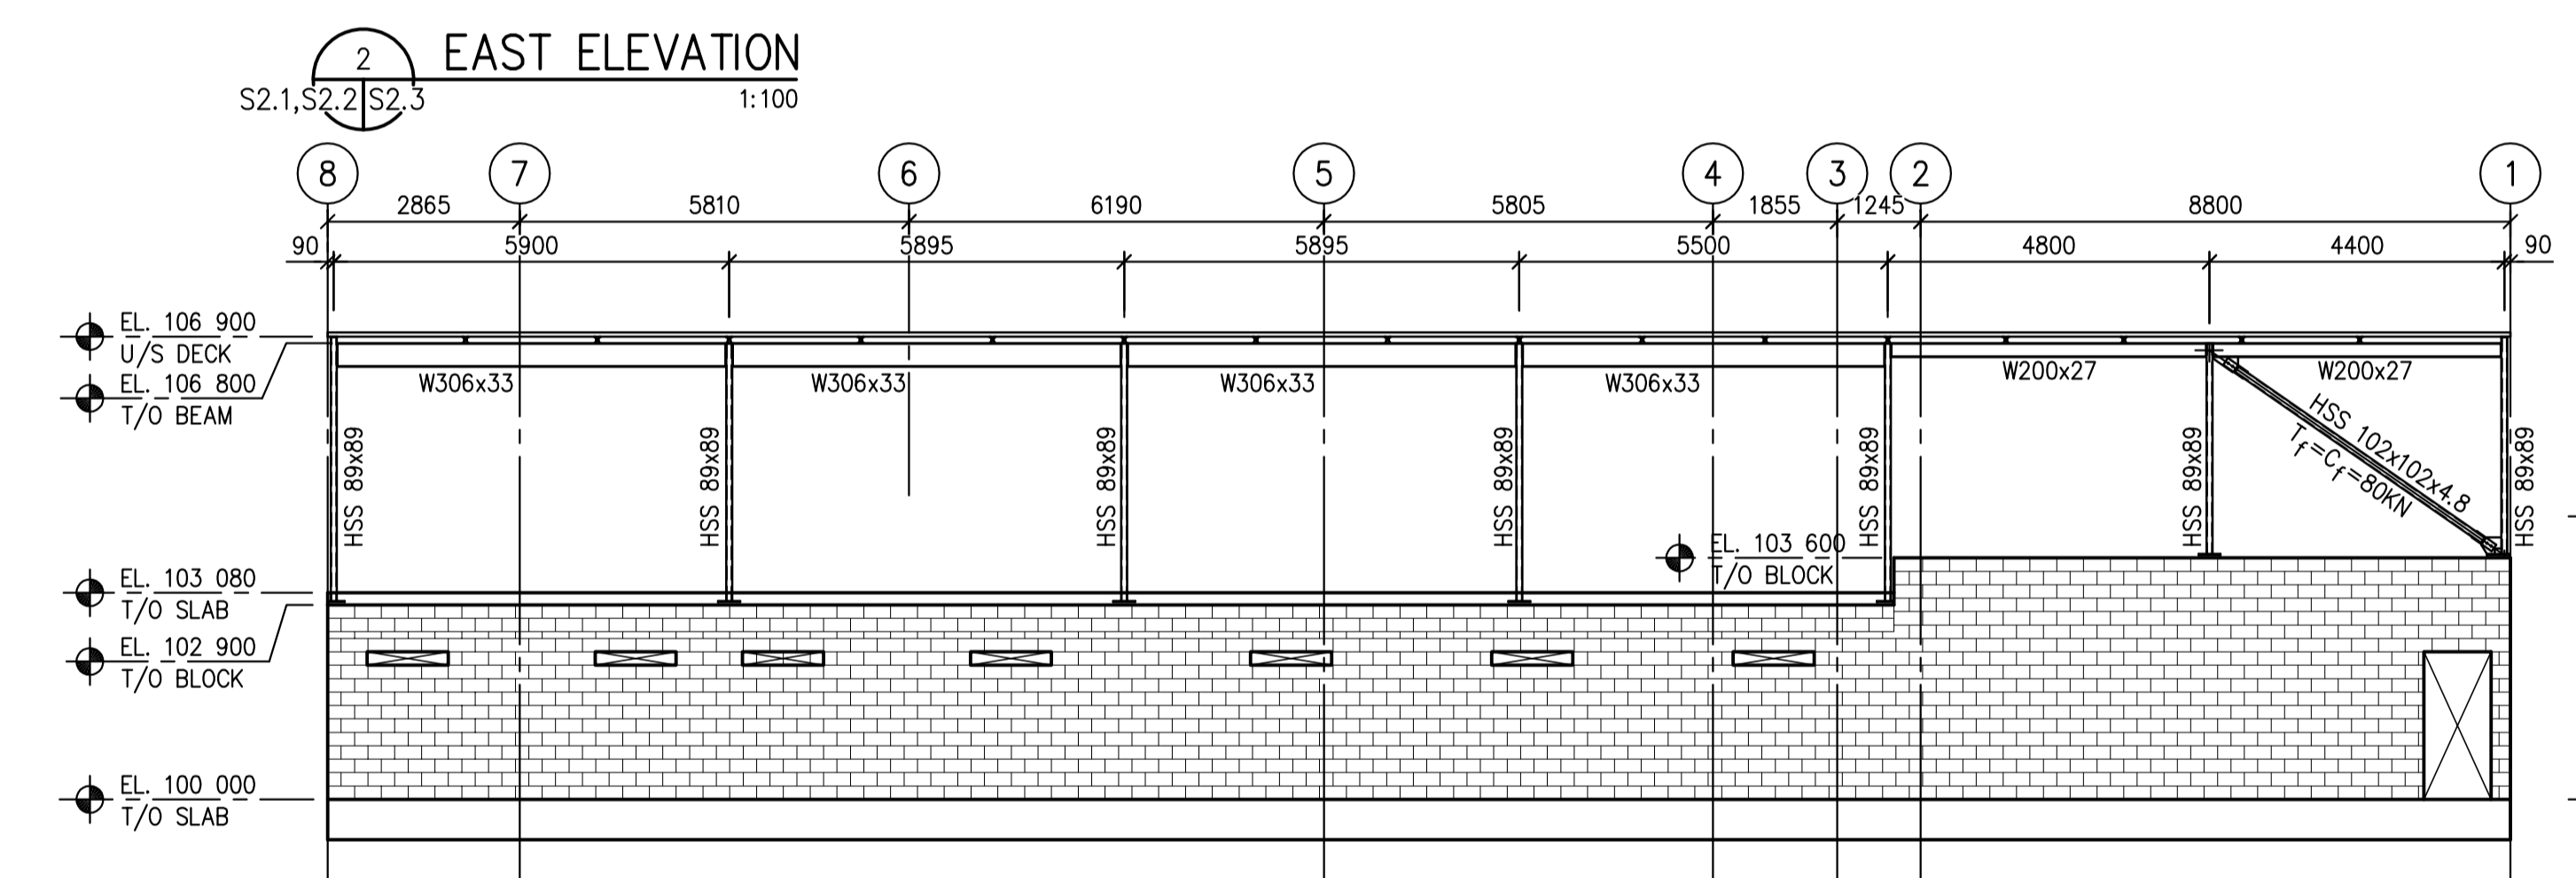 2 EAST ELEVATION
S2.1,S2.2 S2.3 1:100
8 7 6 5 4 3 2 1
2865 5810 6190 5805 1855 1245 8800
90 5900 5895 5895 5500 4800 4400 90
EL. 106 900
U/S DECK
EL. 106 800
T/O BEAM
W306x33 W306x33 W306x33 W306x33 W200x27 W200x27
HSS 89x89 HSS 89x89 HSS 89x89 HSS 89x89 HSS 89x89 HSS 89x89 HSS 89x89
HSS 102x102x4.8
Tf=Cf=80KN
EL. 103 600
T/O BLOCK
EL. 103 080
T/O SLAB
EL. 102 900
T/O BLOCK
EL. 100 000
T/O SLAB